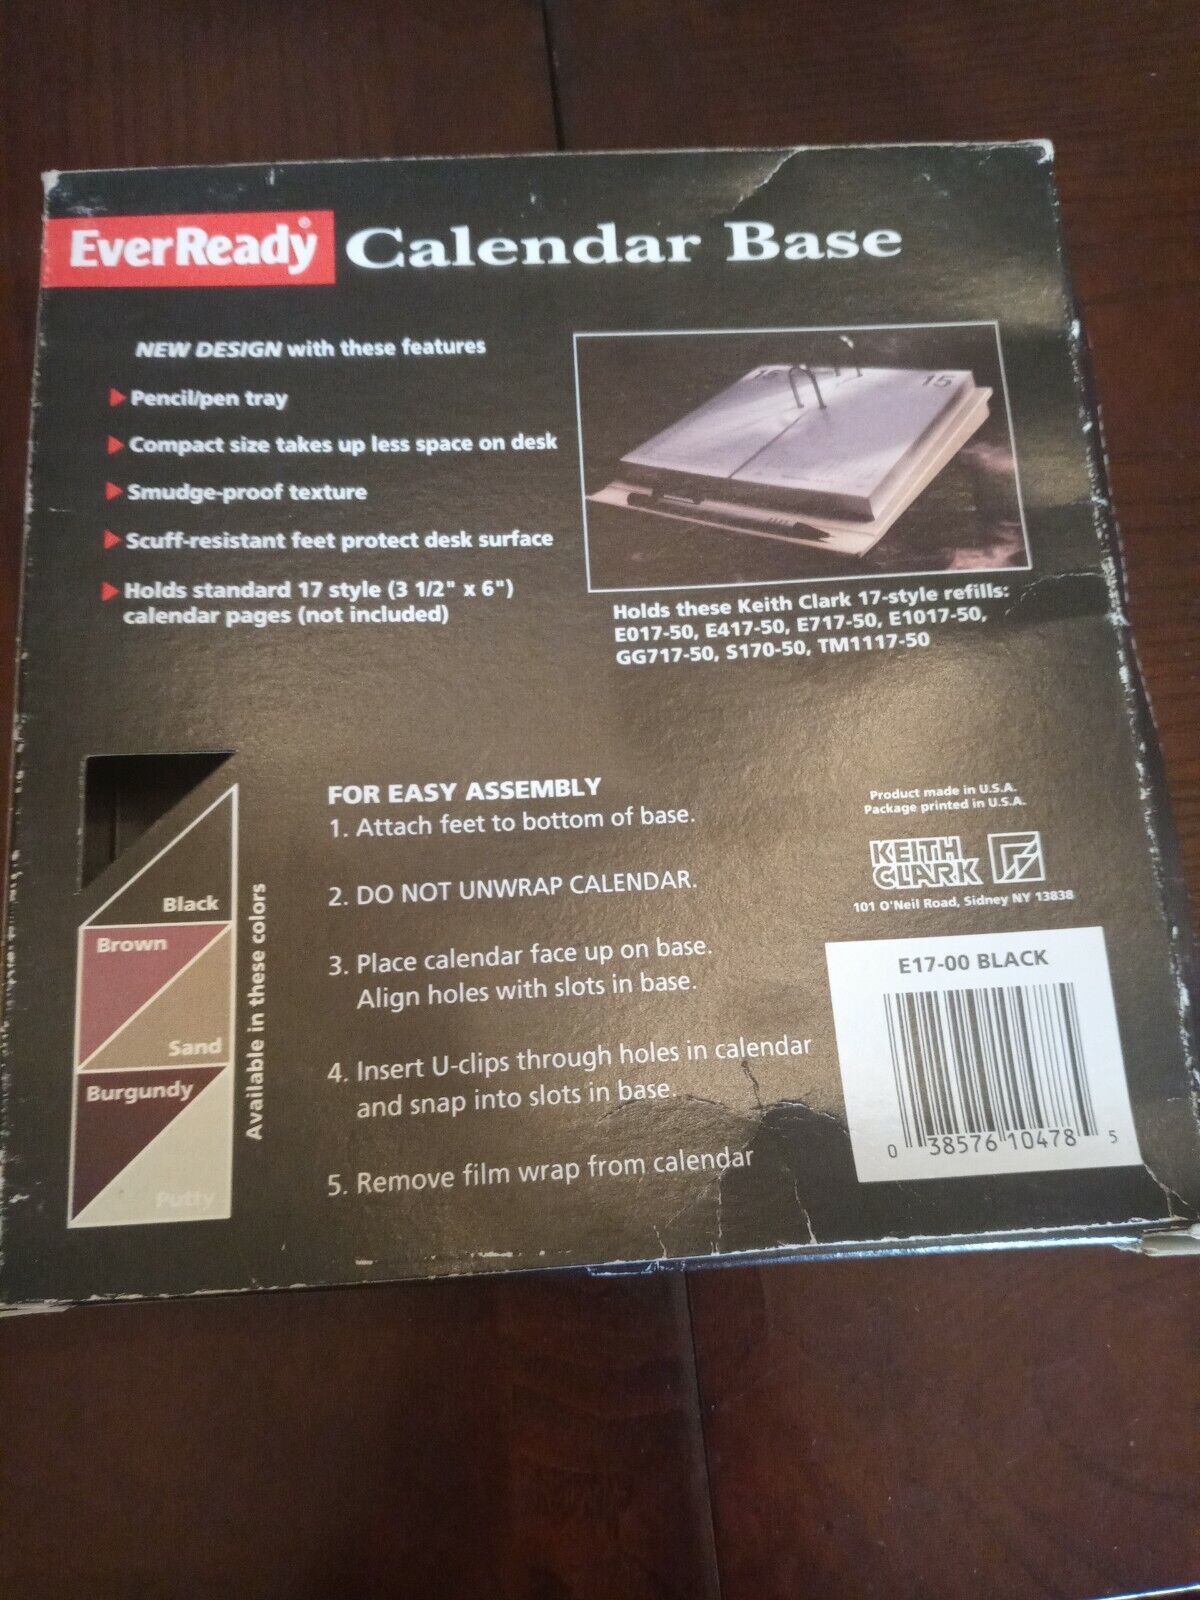 EverReady® Calendar Base
NEW DESIGN with these features
Pencil/pen tray
Compact size takes up less space on desk
Smudge-proof texture
Scuff-resistant feet protect desk surface
Holds standard 17 style (3 1/2" x 6")
calendar pages (not included)
15
Holds these Keith Clark 17-style refills:
E017-50, E417-50, E717-50, E1017-50,
GG717-50, S170-50, TM1117-50
Black
Brown
Sand
Burgundy
Putty
Available in these colors
FOR EASY ASSEMBLY
1. Attach feet to bottom of base.
2. DO NOT UNWRAP CALENDAR.
3. Place calendar face up on base.
Align holes with slots in base.
4. Insert U-clips through holes in calendar
and snap into slots in base.
5. Remove film wrap from calendar
Product made in U.S.A.
Package printed in U.S.A.
KEITH
CLARK
101 O'Neil Road, Sidney NY 13838
E17-00 BLACK
0 38576 10478 5